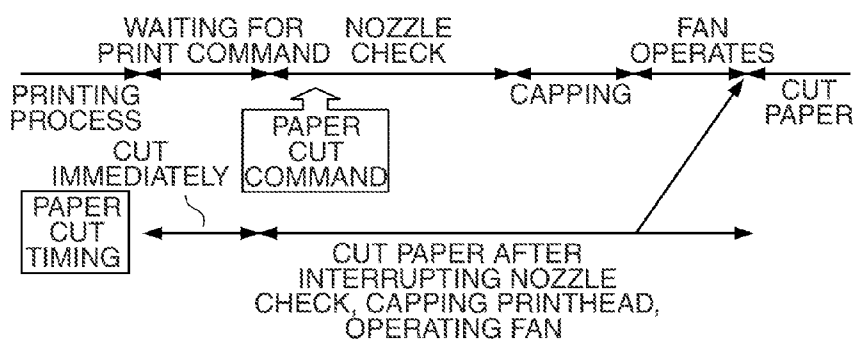 WAITING FOR
PRINT COMMAND
NOZZLE
CHECK
FAN
OPERATES
PRINTING
PROCESS
CAPPING
CUT
PAPER
PAPER
CUT
COMMAND
CUT
IMMEDIATELY
PAPER
CUT
TIMING
CUT PAPER AFTER
INTERRUPTING NOZZLE
CHECK, CAPPING PRINTHEAD,
OPERATING FAN